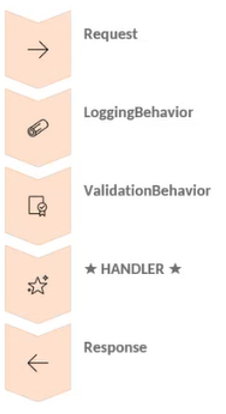 Request
LoggingBehavior
ValidationBehavior
★ HANDLER ★
Response